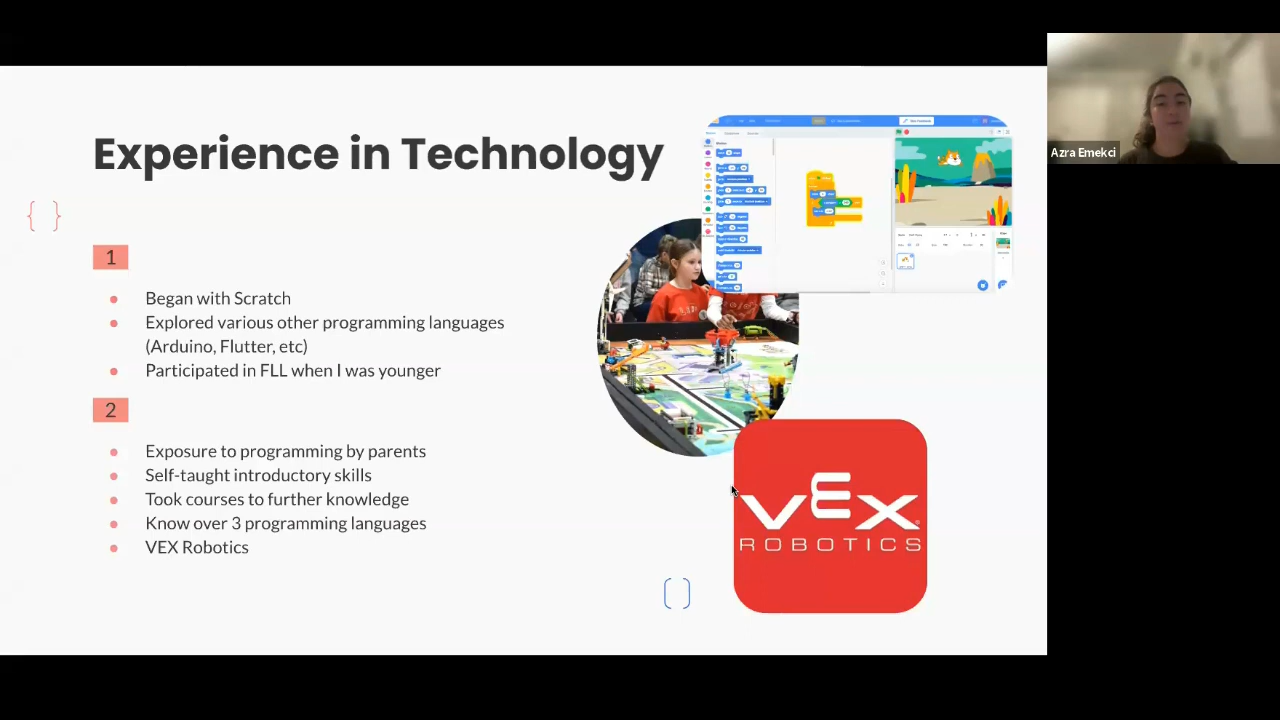 Experience in Technology
{ }
1
Began with Scratch
Explored various other programming languages
(Arduino, Flutter, etc)
Participated in FLL when I was younger
2
Exposure to programming by parents
Self-taught introductory skills
Took courses to further knowledge
Know over 3 programming languages
VEX Robotics
VEX
ROBOTICS
Azra Emekci